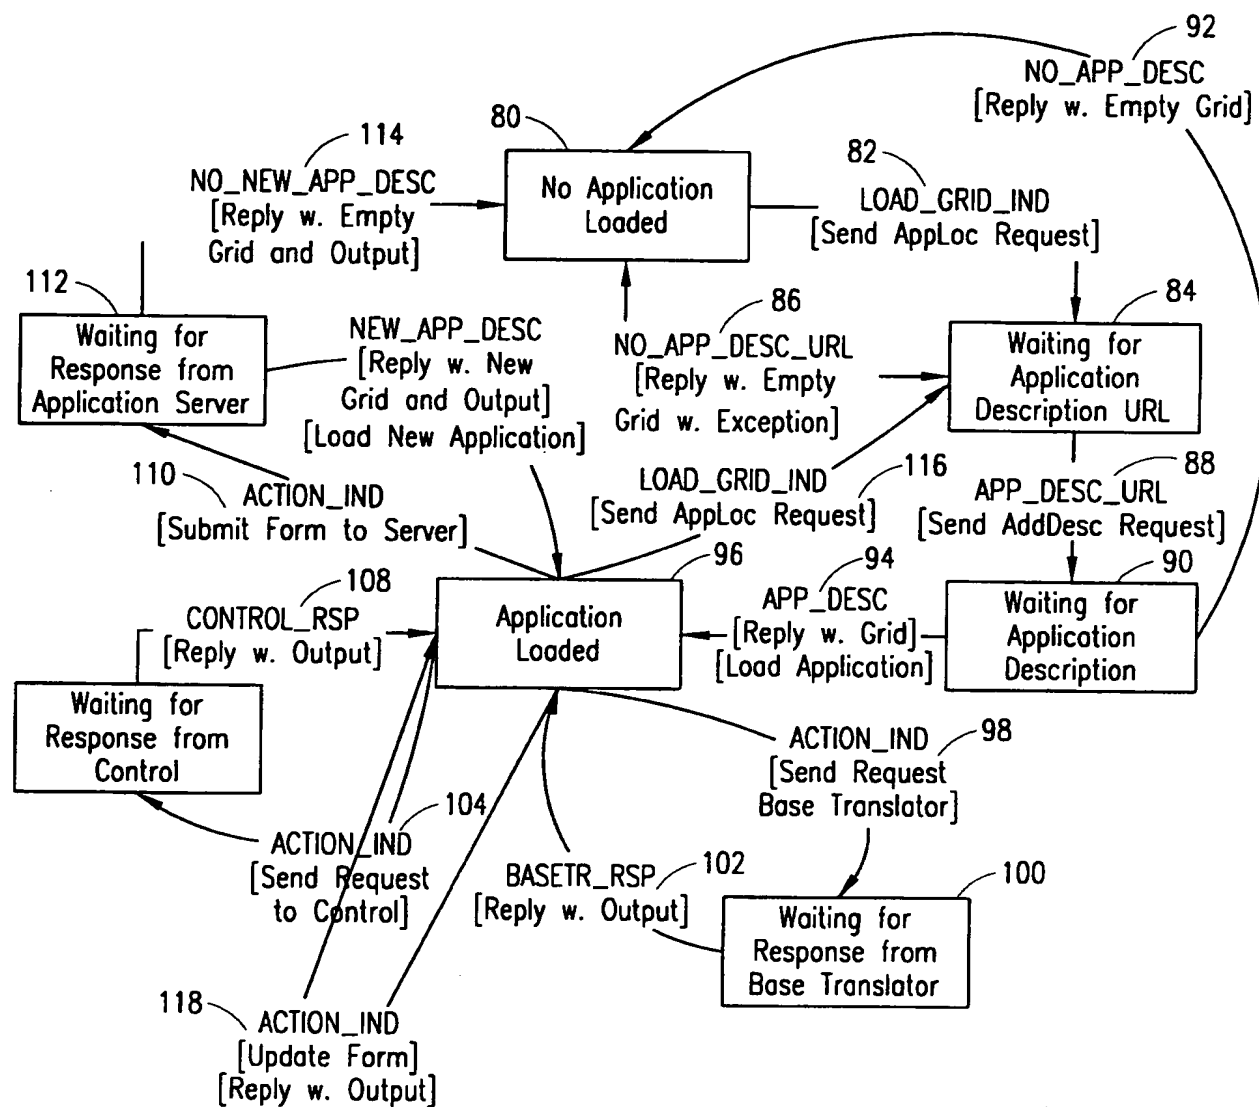 92
NO_APP_DESC
[Reply w. Empty Grid]
114
NO_NEW_APP_DESC
[Reply w. Empty
Grid and Output]
80
No Application
Loaded
82
LOAD_GRID_IND
[Send AppLoc Request]
112
Waiting for
Response from
Application Server
NEW_APP_DESC
[Reply w. New
Grid and Output]
[Load New Application]
86
NO_APP_DESC_URL
[Reply w. Empty
Grid w. Exception]
84
Waiting for
Application
Description URL
110
ACTION_IND
[Submit Form to Server]
LOAD_GRID_IND
[Send AppLoc Request]
116
88
APP_DESC_URL
[Send AddDesc Request]
108
CONTROL_RSP
[Reply w. Output]
96
Application
Loaded
94
APP_DESC
[Reply w. Grid]
[Load Application]
90
Waiting for
Application
Description
Waiting for
Response from
Control
ACTION_IND
[Send Request
Base Translator]
98
104
ACTION_IND
[Send Request
to Control]
BASETR_RSP
[Reply w. Output]
102
100
Waiting for
Response from
Base Translator
118
ACTION_IND
[Update Form]
[Reply w. Output]